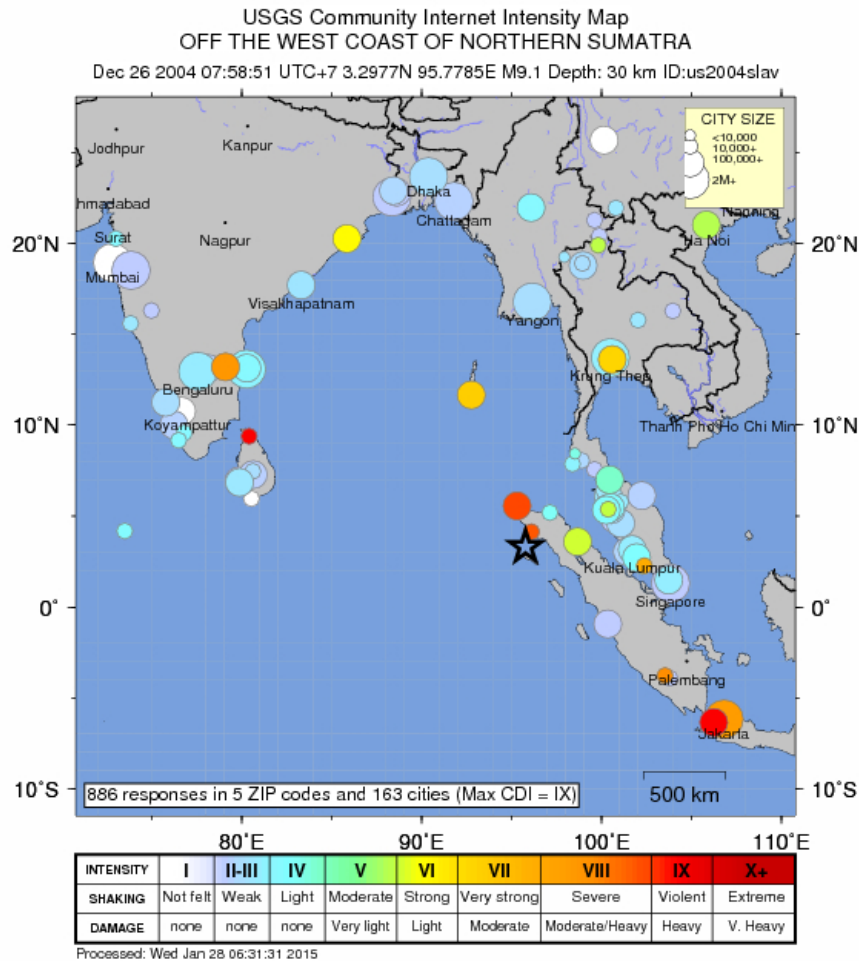 USGS Community Internet Intensity Map
OFF THE WEST COAST OF NORTHERN SUMATRA
Dec 26 2004 07:58:51 UTC+7 3.2977N 95.7785E M9.1 Depth: 30 km ID:us2004slav
CITY SIZE
<10,000
10,000+
100,000+
2M+
Jodhpur
Kanpur
hmadabad
Dhaka
Chattagam
Nanning
Surat
Nagpur
Ha Noi
20°N
20°N
Mumbai
Visakhapatnam
Yangon
Krung Thep
Bengaluru
10°N
10°N
Koyampattur
Thanh Pho Ho Chi Min
Kuala Lumpur
Singapore
0°
0°
Palembang
Jakarta
10°S
10°S
886 responses in 5 ZIP codes and 163 cities (Max CDI = IX)
500 km
80°E 90°E 100°E 110°E
INTENSITY I II-III IV V VI VII VIII IX X+
SHAKING Not felt Weak Light Moderate Strong Very strong Severe Violent Extreme
DAMAGE none none none Very light Light Moderate Moderate/Heavy Heavy V. Heavy
Processed: Wed Jan 28 06:31:31 2015